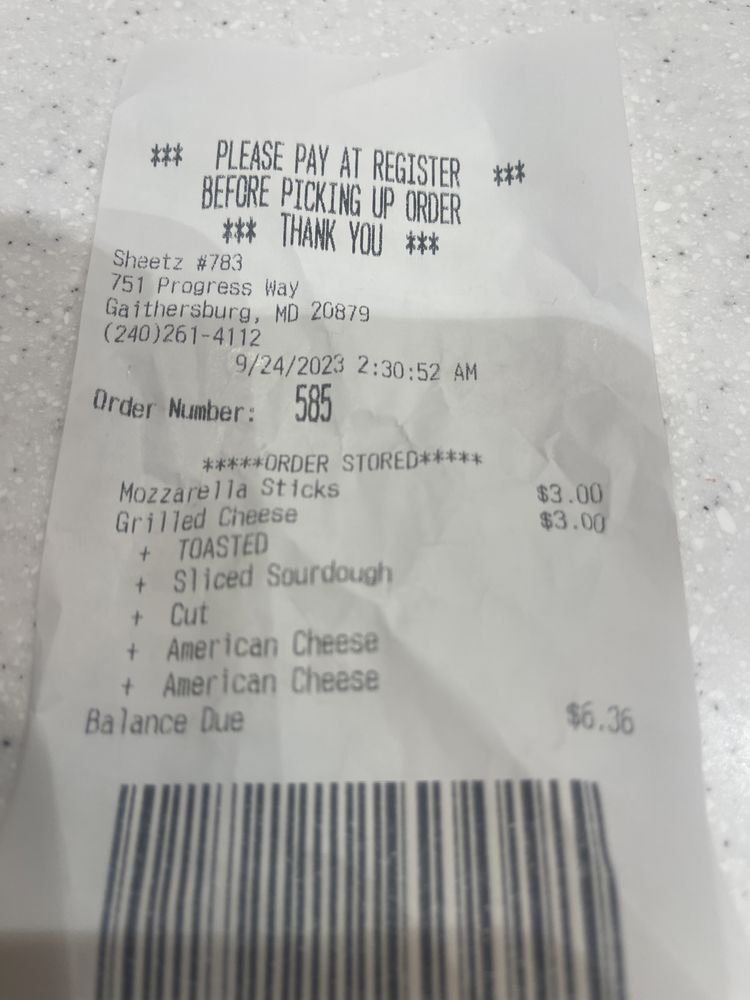 *** PLEASE PAY AT REGISTER ***
BEFORE PICKING UP ORDER
*** THANK YOU ***
Sheetz #783
751 Progress Way
Gaithersburg, MD 20879
(240)261-4112
9/24/2023 2:30:52 AM
Order Number: 585
*****ORDER STORED*****
Mozzarella Sticks $3.00
Grilled Cheese $3.00
+ TOASTED
+ Sliced Sourdough
+ Cut
+ American Cheese
+ American Cheese
Balance Due $6.36